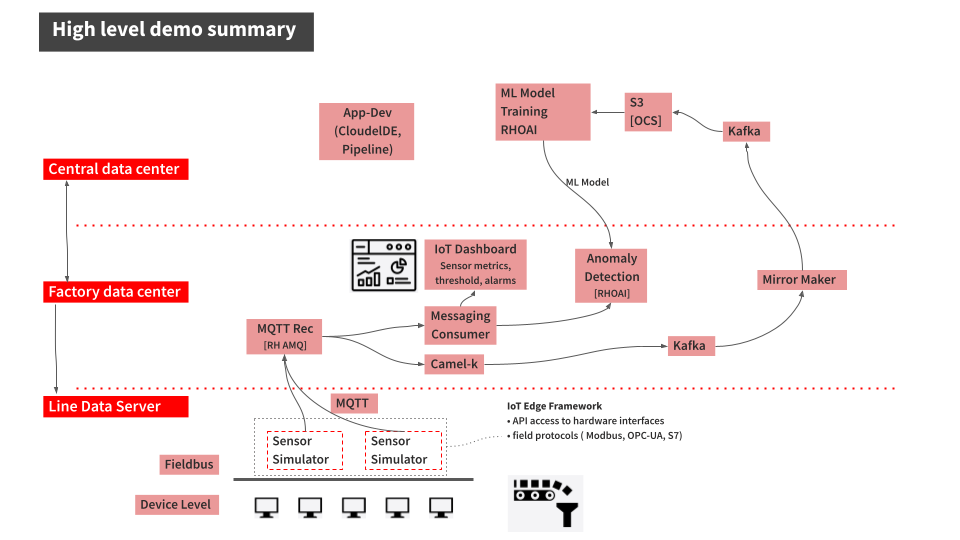 High level demo summary
App-Dev
(CloudeIDE,
Pipeline)
ML Model
Training
RHOAI
S3
[OCS]
Kafka
Central data center
ML Model
IoT Dashboard
Sensor metrics,
threshold, alarms
Anomaly
Detection
[RHOAI]
Mirror Maker
Factory data center
Messaging
Consumer
MQTT Rec
[RH AMQ]
Camel-k
Kafka
Line Data Server
MQTT
IoT Edge Framework
• API access to hardware interfaces
• field protocols ( Modbus, OPC-UA, S7)
Sensor
Simulator
Sensor
Simulator
Fieldbus
Device Level